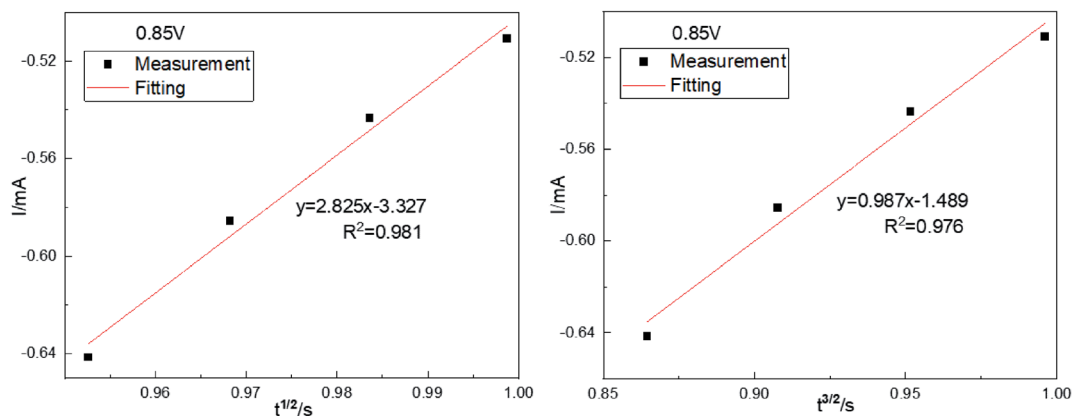 0.85V
Measurement
Fitting
-0.52
-0.56
-0.60
-0.64
I/mA
y=2.825x-3.327
R²=0.981
0.96
0.97
0.98
0.99
1.00
t¹/²/s
0.85V
Measurement
Fitting
-0.52
-0.56
-0.60
-0.64
I/mA
y=0.987x-1.489
R²=0.976
0.85
0.90
0.95
1.00
t³/²/s